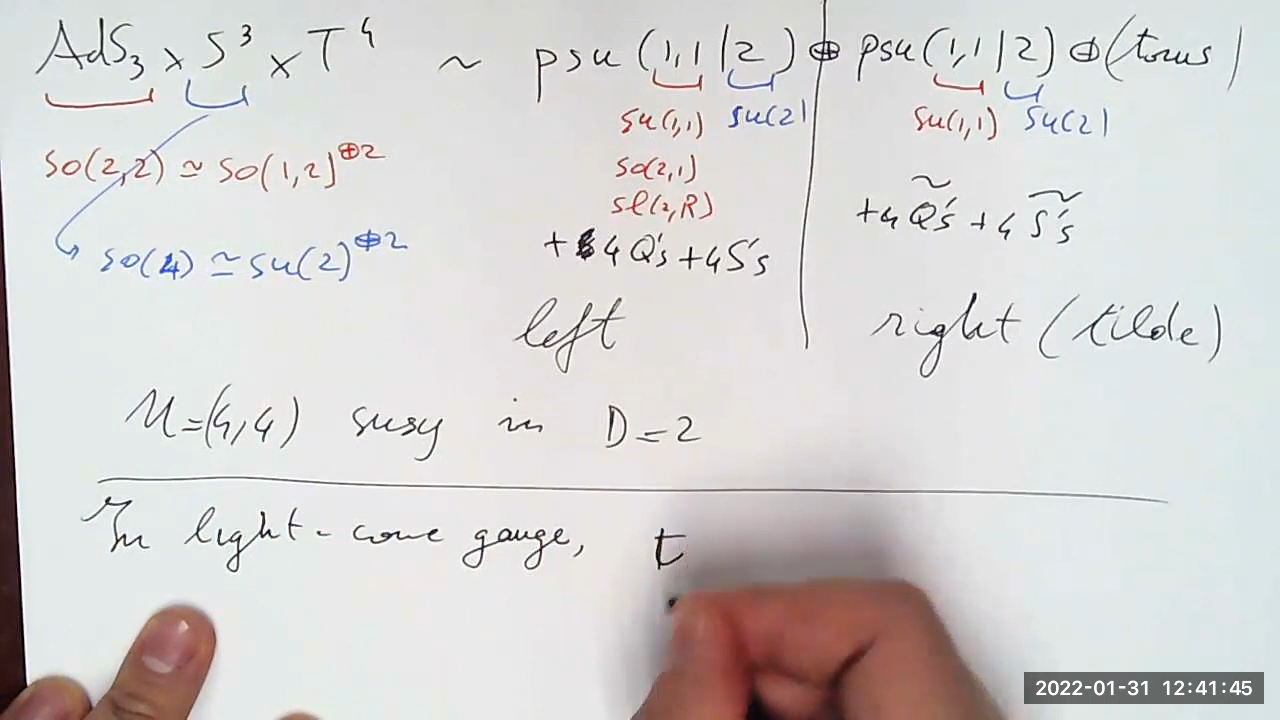 AdS₃ × S³ × T⁴ ~ psu(1,1|2) ⊕ psu(1,1|2) ⊕ (torus)
su(1,1) su(2) su(1,1) su(2)
so(2,2) ≃ so(1,2)^⊕2 so(2,1)
sl(2,R)
+4 Q's + 4 S's +4 Q̃'s + 4 S̃'s
so(4) ≃ su(2)^⊕2
left right (tilde)
N=(4,4) susy in D=2
In light-cone gauge, t
2022-01-31 12:41:45